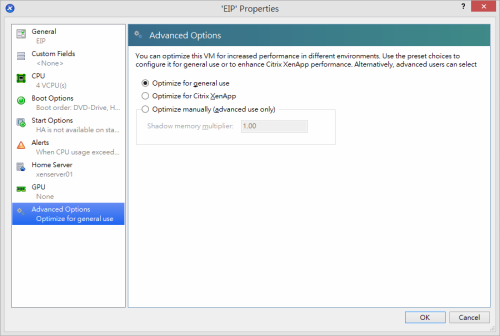 'EIP' Properties
?
General
EIP
Custom Fields
<None>
CPU
4 VCPU(s)
Boot Options
Boot order: DVD-Drive, H...
Start Options
HA is not available on sta...
Alerts
When CPU usage exceed...
Home Server
xenserver01
GPU
None
Advanced Options
Optimize for general use
Advanced Options
You can optimize this VM for increased performance in different environments. Use the preset choices to
configure it for general use or to enhance Citrix XenApp performance. Alternatively, advanced users can select
Optimize for general use
Optimize for Citrix XenApp
Optimize manually (advanced use only)
Shadow memory multiplier:
1.00
OK
Cancel